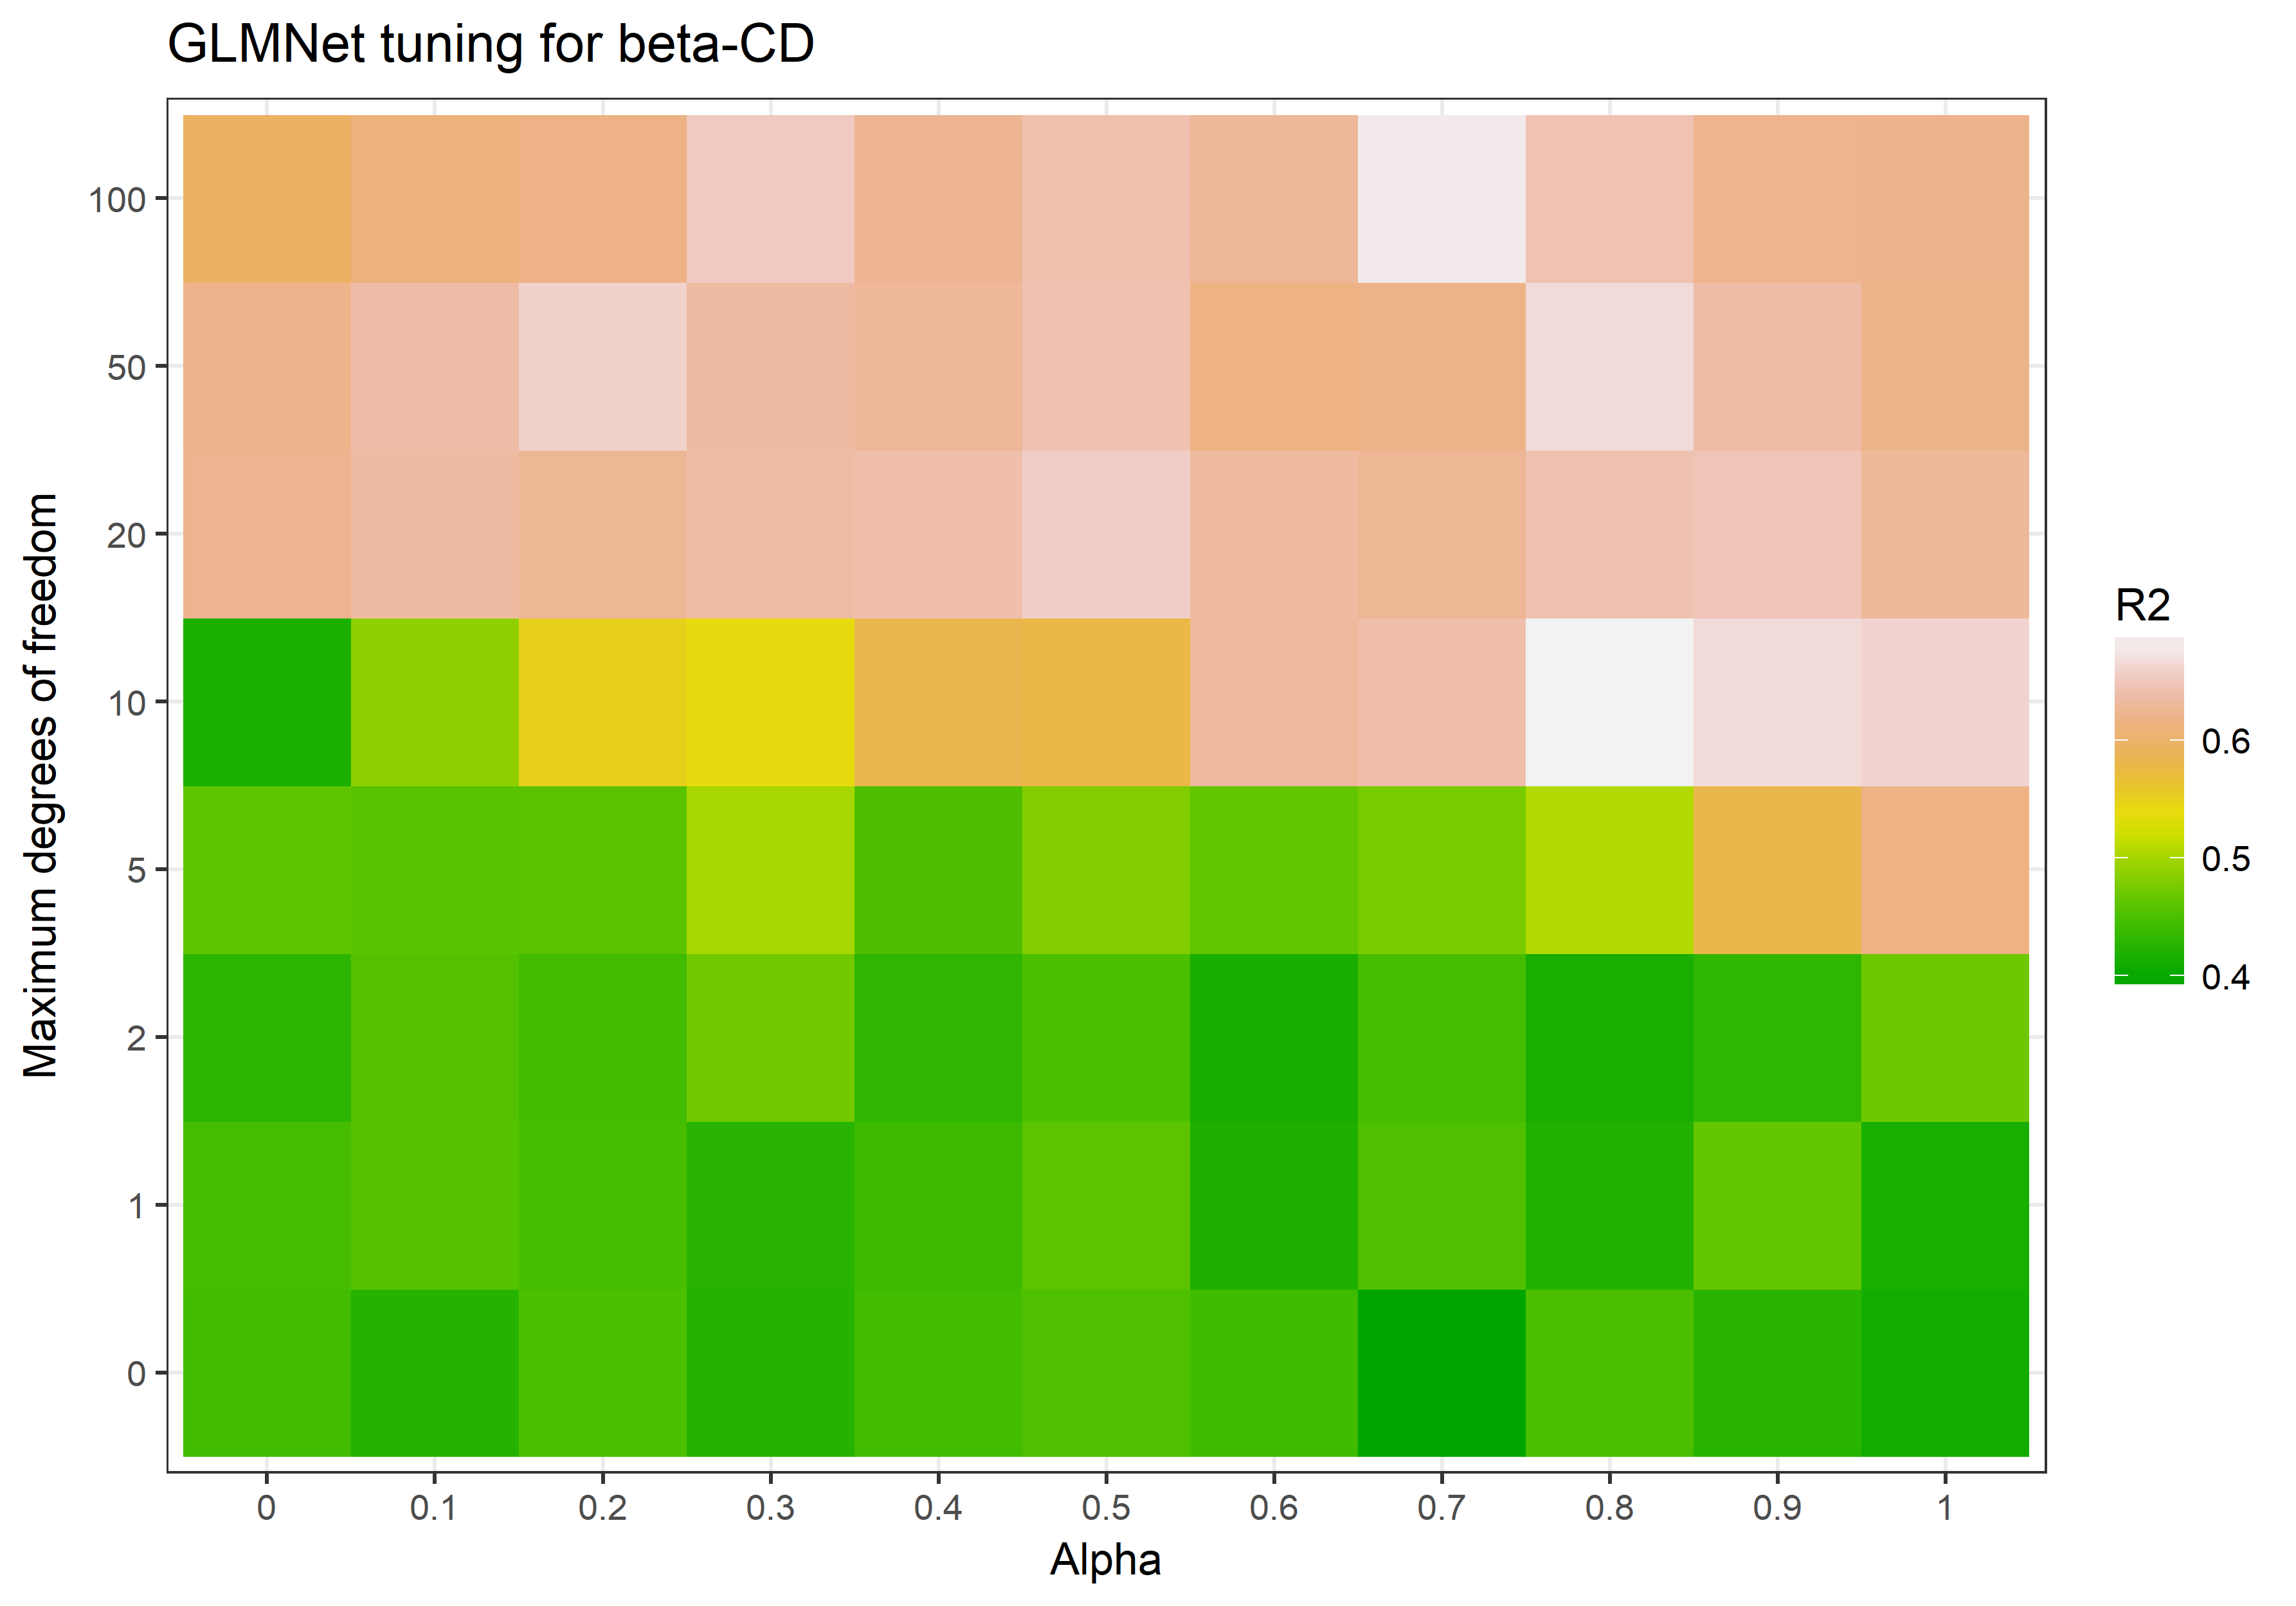 GLMNet tuning for beta-CD
Maximum degrees of freedom
100
50
20
10
5
2
1
0
0 0.1 0.2 0.3 0.4 0.5 0.6 0.7 0.8 0.9 1
Alpha
R2
0.6
0.5
0.4